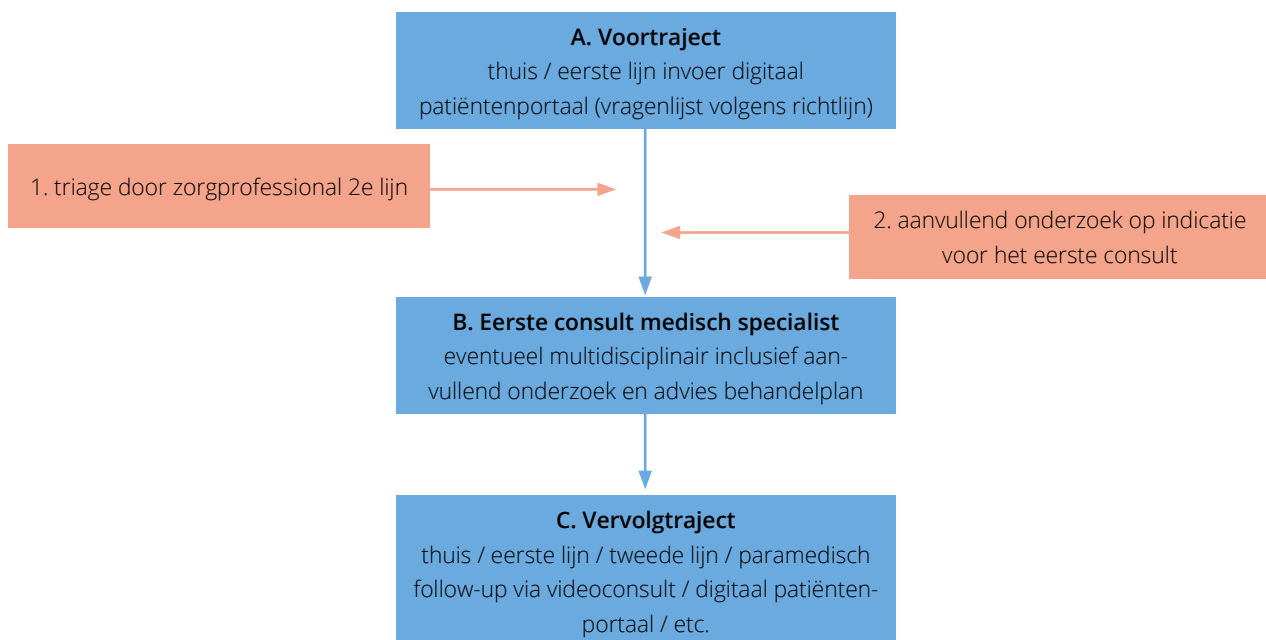 A. Voortraject
thuis / eerste lijn invoer digitaal
patiëntenportaal (vragenlijst volgens richtlijn)
1. triage door zorgprofessional 2e lijn
2. aanvullend onderzoek op indicatie
voor het eerste consult
B. Eerste consult medisch specialist
eventueel multidisciplinair inclusief aan-
vullend onderzoek en advies behandelplan
C. Vervolgtraject
thuis / eerste lijn / tweede lijn / paramedisch
follow-up via videoconsult / digitaal patiënten-
portaal / etc.